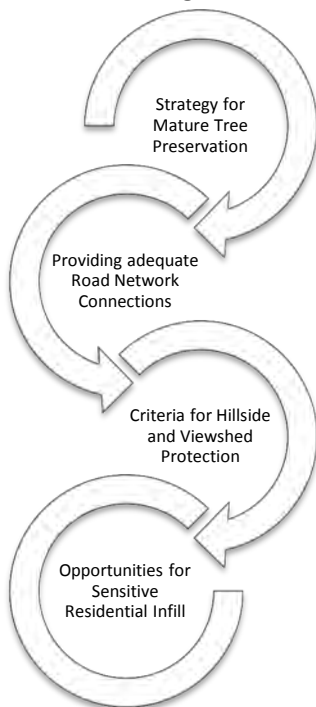 Strategy for
Mature Tree
Preservation
Providing adequate
Road Network
Connections
Criteria for Hillside
and Viewshed
Protection
Opportunities for
Sensitive
Residential Infill